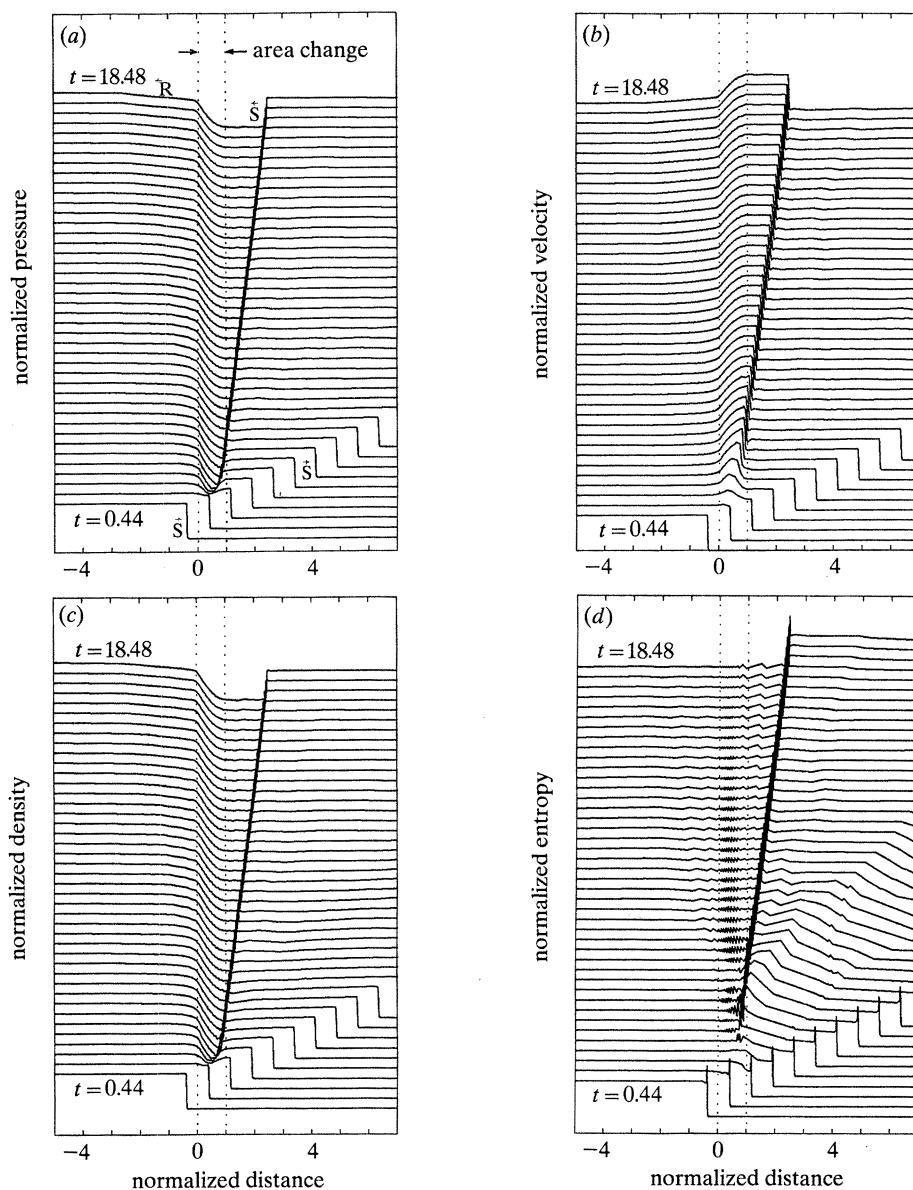 (a)
area change
t = 18.48
R
S
normalized pressure
S
t = 0.44
S
−4
0
4
(b)
t = 18.48
normalized velocity
t = 0.44
−4
0
4
(c)
t = 18.48
normalized density
t = 0.44
−4
0
4
normalized distance
(d)
t = 18.48
normalized entropy
t = 0.44
−4
0
4
normalized distance